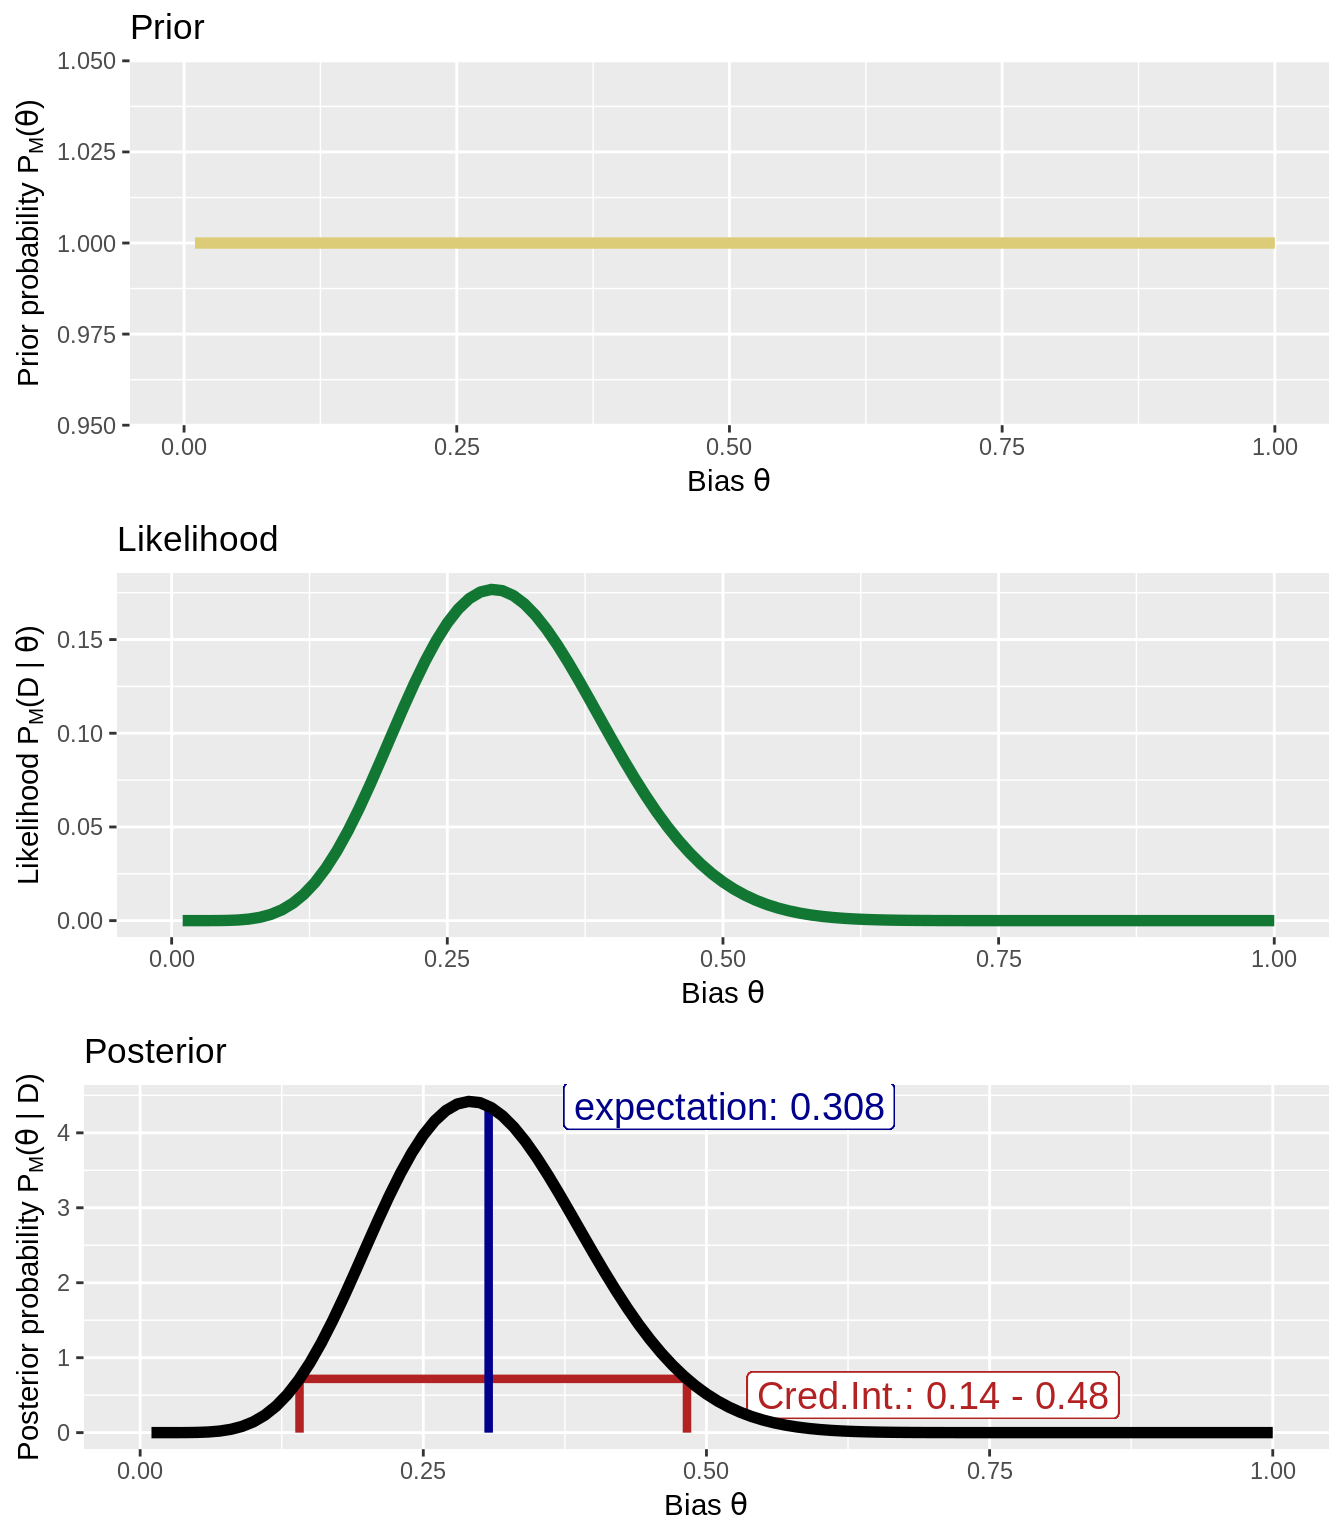 Prior
Prior probability P_M(θ)
1.050
1.025
1.000
0.975
0.950
0.00 0.25 0.50 0.75 1.00
Bias θ
Likelihood
Likelihood P_M(D | θ)
0.15
0.10
0.05
0.00
0.00 0.25 0.50 0.75 1.00
Bias θ
Posterior
Posterior probability P_M(θ | D)
expectation: 0.308
4
3
2
1
Cred.Int.: 0.14 - 0.48
0
0.00 0.25 0.50 0.75 1.00
Bias θ